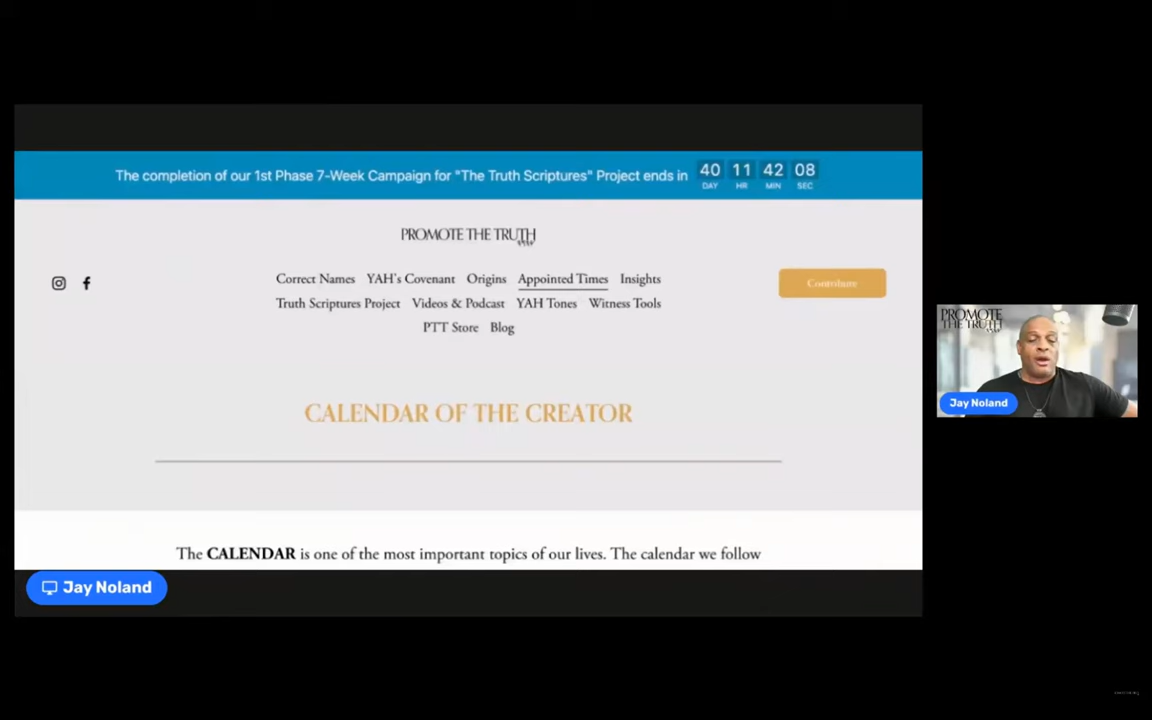 The completion of our 1st Phase 7-Week Campaign for "The Truth Scriptures" Project ends in
40 11 42 08
DAY HR MIN SEC
PROMOTE THE TRUTH
Correct Names YAH's Covenant Origins Appointed Times Insights
Truth Scriptures Project Videos & Podcast YAH Tones Witness Tools
PTT Store Blog
Contribute
CALENDAR OF THE CREATOR
The CALENDAR is one of the most important topics of our lives. The calendar we follow
Jay Noland
PROMOTE
THE TRUTH
Jay Noland